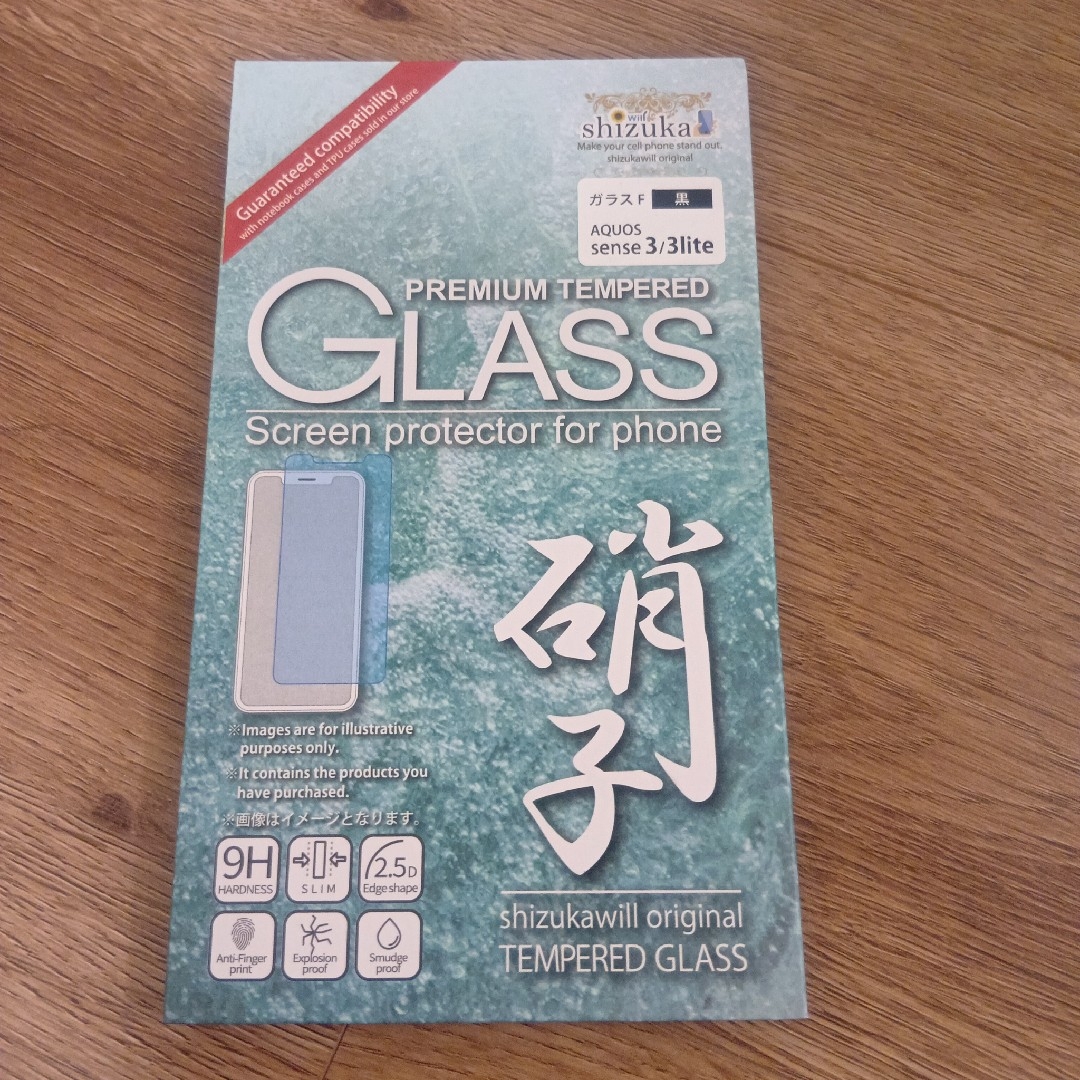 Guaranteed compatibility
with notebook cases and TPU cases sold in our store
will
shizuka
Make your cell phone stand out.
shizukawill original
ガラスF 黒
AQUOS
sense 3/3lite
PREMIUM TEMPERED
GLASS
Screen protector for phone
硝子
※Images are for illustrative
purposes only.
※It contains the products you
have purchased.
※画像はイメージとなります。
9H
HARDNESS
SLIM
2.5D
Edge shape
Anti-Finger
print
Explosion
proof
Smudge
proof
shizukawill original
TEMPERED GLASS